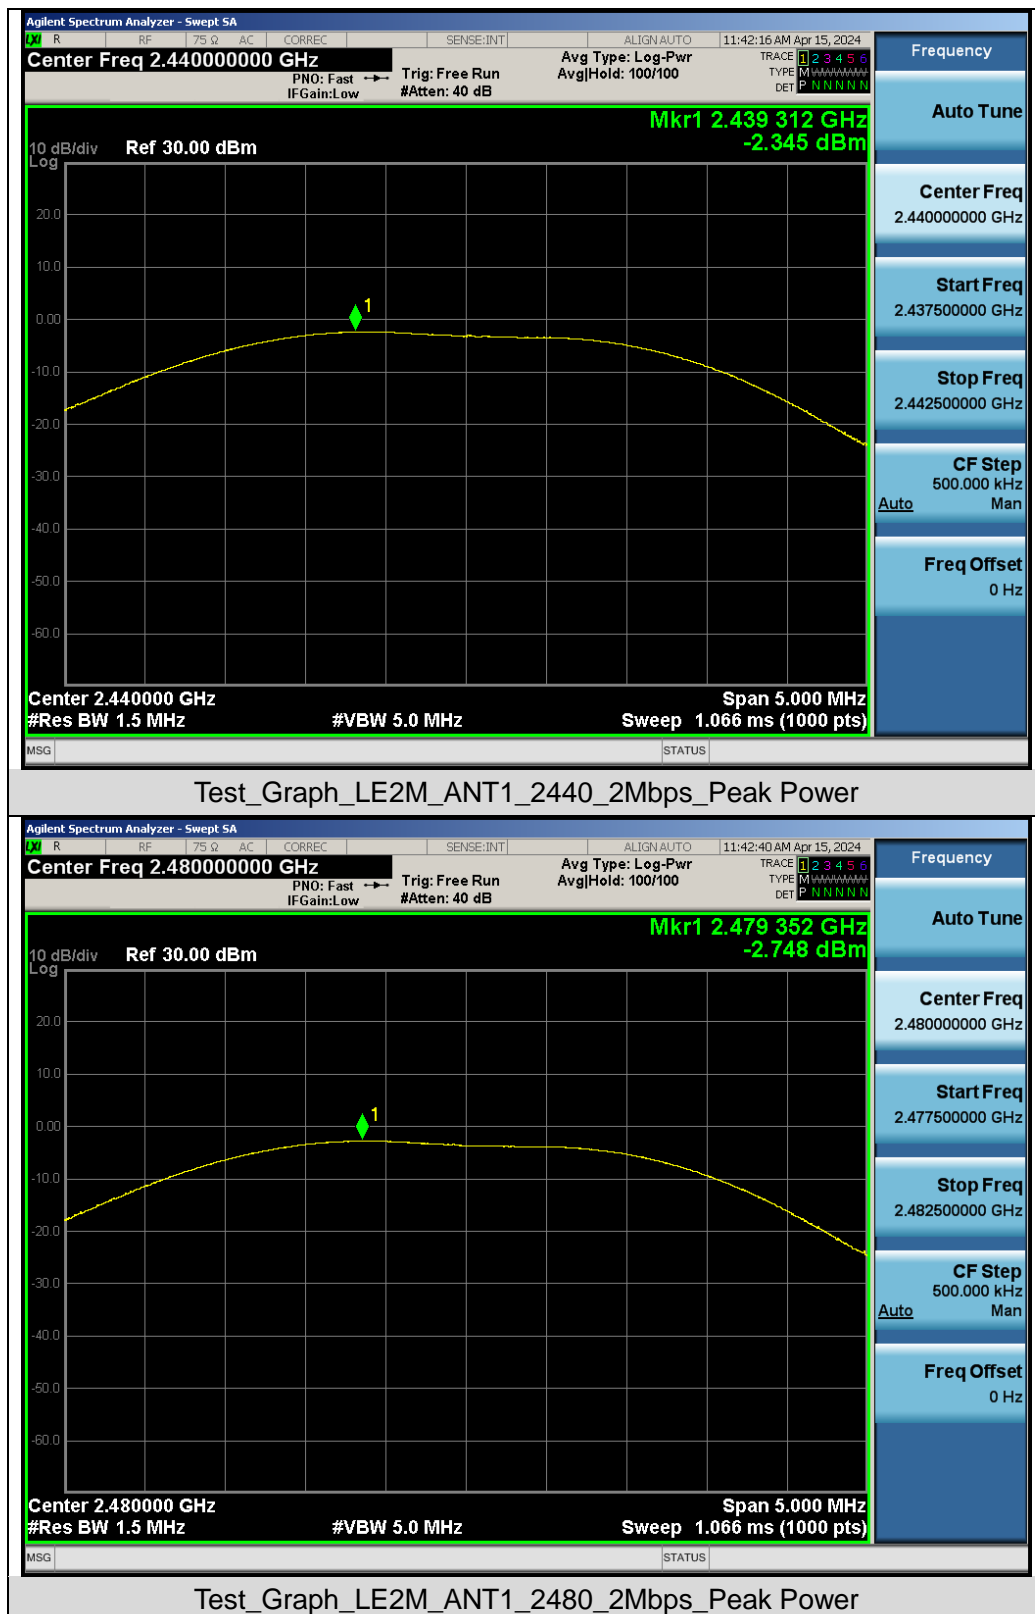 Agilent Spectrum Analyzer - Swept SA
LXI R RF 75 Ω AC CORREC SENSE:INT ALIGN AUTO 11:42:16 AM Apr 15, 2024
Center Freq 2.440000000 GHz
PNO: Fast
IFGain:Low
Trig: Free Run
#Atten: 40 dB
Avg Type: Log-Pwr
Avg|Hold: 100/100
TRACE 1 2 3 4 5 6
TYPE M
DET P N N N N N
Mkr1 2.439 312 GHz
-2.345 dBm
10 dB/div Ref 30.00 dBm
Log
20.0
10.0
1
0.00
-10.0
-20.0
-30.0
-40.0
-50.0
-60.0
Center 2.440000 GHz Span 5.000 MHz
#Res BW 1.5 MHz #VBW 5.0 MHz Sweep 1.066 ms (1000 pts)
MSG STATUS
Frequency
Auto Tune
Center Freq
2.440000000 GHz
Start Freq
2.437500000 GHz
Stop Freq
2.442500000 GHz
CF Step
500.000 kHz
Auto Man
Freq Offset
0 Hz
Test_Graph_LE2M_ANT1_2440_2Mbps_Peak Power
Agilent Spectrum Analyzer - Swept SA
LXI R RF 75 Ω AC CORREC SENSE:INT ALIGN AUTO 11:42:40 AM Apr 15, 2024
Center Freq 2.480000000 GHz
PNO: Fast
IFGain:Low
Trig: Free Run
#Atten: 40 dB
Avg Type: Log-Pwr
Avg|Hold: 100/100
TRACE 1 2 3 4 5 6
TYPE M
DET P N N N N N
Mkr1 2.479 352 GHz
-2.748 dBm
10 dB/div Ref 30.00 dBm
Log
20.0
10.0
1
0.00
-10.0
-20.0
-30.0
-40.0
-50.0
-60.0
Center 2.480000 GHz Span 5.000 MHz
#Res BW 1.5 MHz #VBW 5.0 MHz Sweep 1.066 ms (1000 pts)
MSG STATUS
Frequency
Auto Tune
Center Freq
2.480000000 GHz
Start Freq
2.477500000 GHz
Stop Freq
2.482500000 GHz
CF Step
500.000 kHz
Auto Man
Freq Offset
0 Hz
Test_Graph_LE2M_ANT1_2480_2Mbps_Peak Power